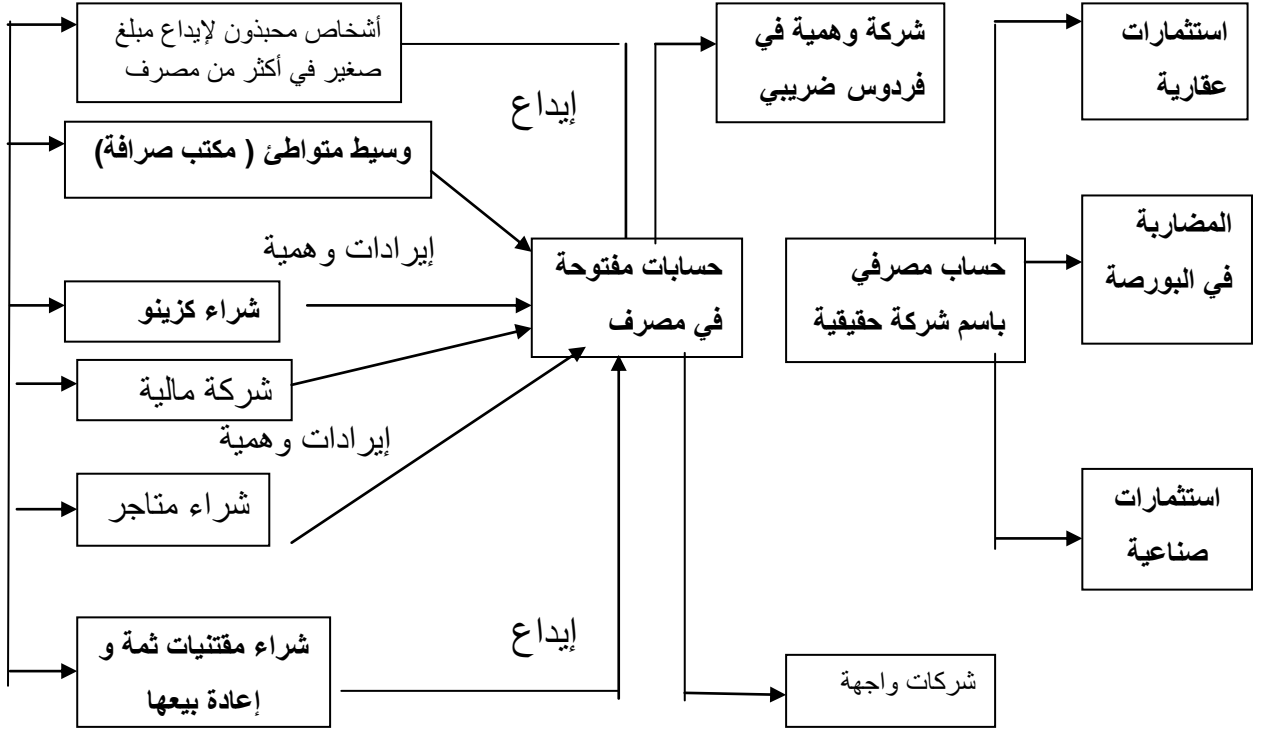 أشخاص محبذون لإيداع مبلغ
صغير في أكثر من مصرف
شركة وهمية في
فردوس ضريبي
استثمارات
عقارية
إيداع
وسيط متواطئ ( مكتب صرافة)
إيرادات وهمية
حسابات مفتوحة
في مصرف
حساب مصرفي
باسم شركة حقيقية
المضاربة
في البورصة
شراء كزينو
شركة مالية
إيرادات وهمية
شراء متاجر
استثمارات
صناعية
شراء مقتنيات ثمة و
إعادة بيعها
إيداع
شركات واجهة